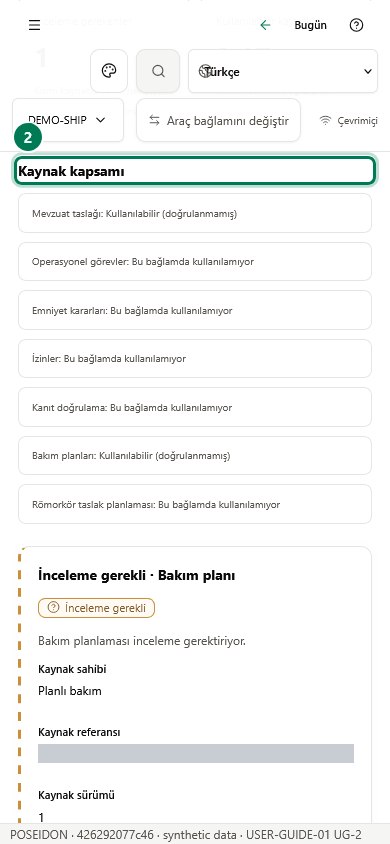 Bugün
Türkçe
DEMO-SHIP
Araç bağlamını değiştir
Çevrimiçi
2
Kaynak kapsamı
Mevzuat taslağı: Kullanılabilir (doğrulanmamış)
Operasyonel görevler: Bu bağlamda kullanılamıyor
Emniyet kararları: Bu bağlamda kullanılamıyor
İzinler: Bu bağlamda kullanılamıyor
Kanıt doğrulama: Bu bağlamda kullanılamıyor
Bakım planları: Kullanılabilir (doğrulanmamış)
Römorkör taslak planlaması: Bu bağlamda kullanılamıyor
İnceleme gerekli · Bakım planı
İnceleme gerekli
Bakım planlaması inceleme gerektiriyor.
Kaynak sahibi
Planlı bakım
Kaynak referansı
Kaynak sürümü
1
POSEIDON · 426292077c46 · synthetic data · USER-GUIDE-01 UG-2